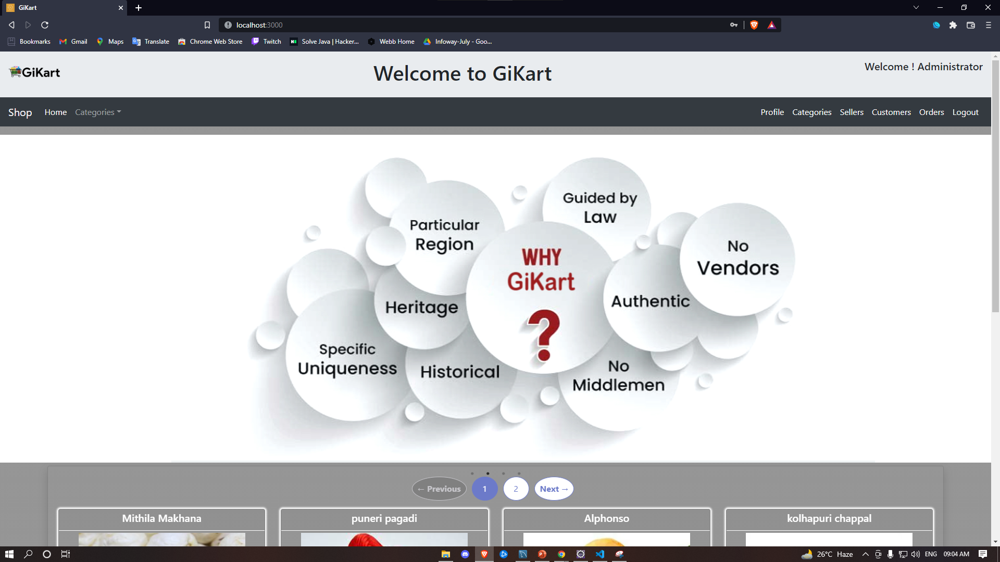 GiKart
localhost:3000
Bookmarks Gmail Maps Translate Chrome Web Store Twitch Solve Java | Hacker... Webb Home Infoway-July - Goo...
GiKart
Welcome to GiKart
Welcome ! Administrator
Shop Home Categories Profile Categories Sellers Customers Orders Logout
Guided by
Law
Particular
Region
No
Vendors
WHY
GiKart
?
Heritage
Authentic
Specific
Uniqueness
Historical
No
Middlemen
← Previous 1 2 Next →
Mithila Makhana puneri pagadi Alphonso kolhapuri chappal
26°C Haze ENG 09:04 AM